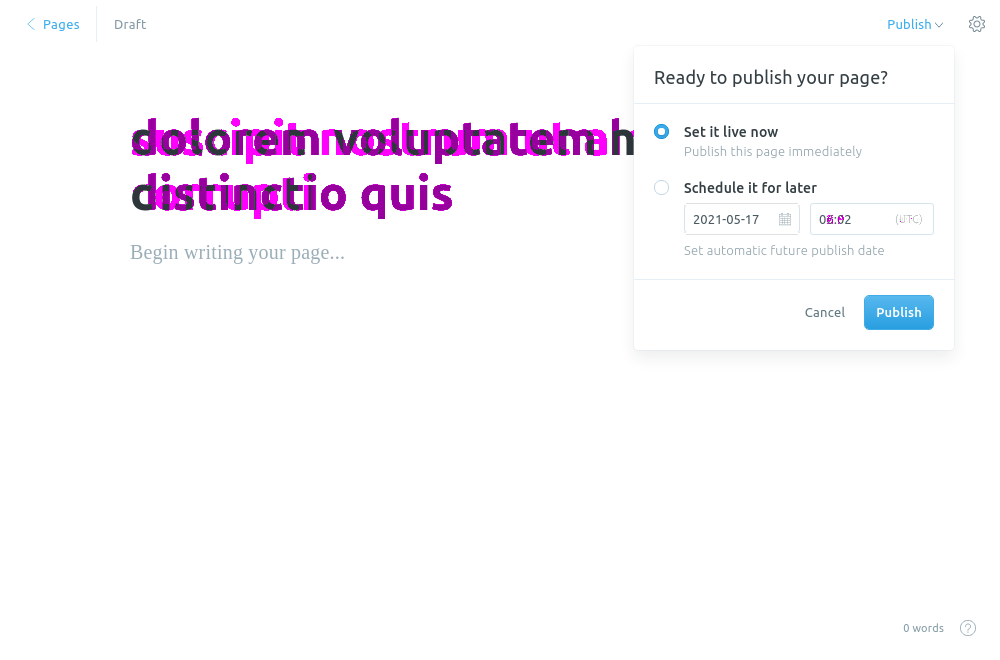 Pages
Draft
Publish
Ready to publish your page?
dolorem voluptatem
distinctio quis
Set it live now
Publish this page immediately
Schedule it for later
2021-05-17
(UTC)
Set automatic future publish date
Begin writing your page...
Cancel
Publish
0 words
?